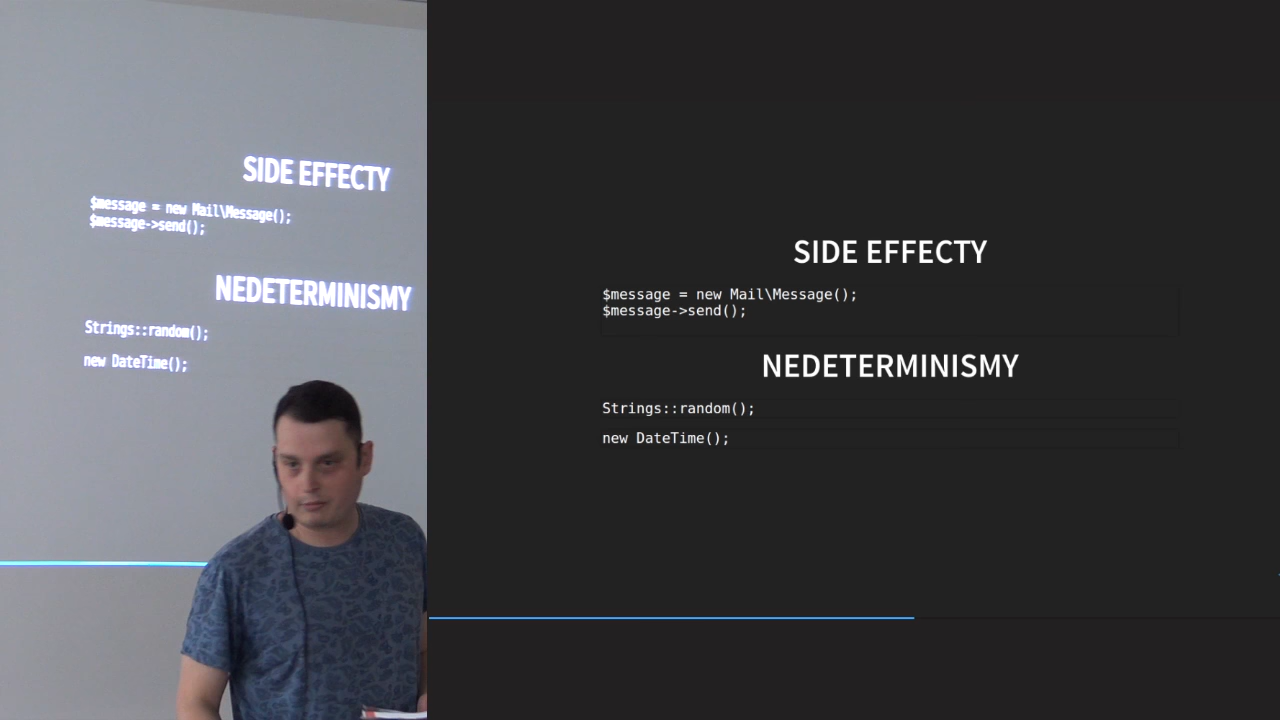 SIDE EFFECTY
$message = new Mail\Message();
$message->send();
NEDETERMINISMY
Strings::random();
new DateTime();
SIDE EFFECTY
$message = new Mail\Message();
$message->send();
NEDETERMINISMY
Strings::random();
new DateTime();